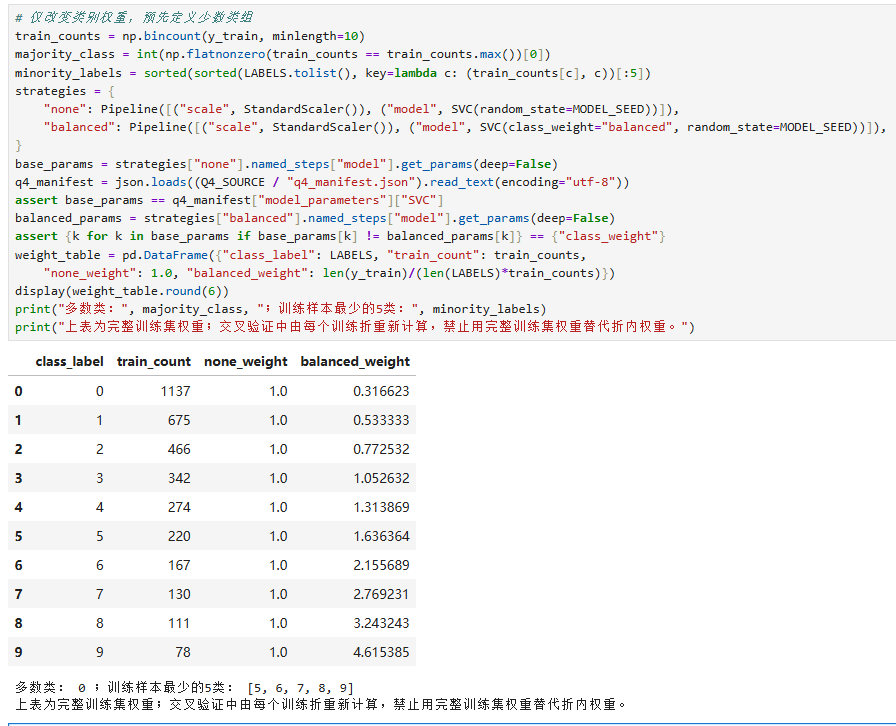 # 仅改变类别权重，预先定义少数类组
train_counts = np.bincount(y_train, minlength=10)
majority_class = int(np.flatnonzero(train_counts == train_counts.max())[0])
minority_labels = sorted(sorted(LABELS.tolist(), key=lambda c: (train_counts[c], c))[:5])
strategies = {
    "none": Pipeline([("scale", StandardScaler()), ("model", SVC(random_state=MODEL_SEED))]),
    "balanced": Pipeline([("scale", StandardScaler()), ("model", SVC(class_weight="balanced", random_state=MODEL_SEED))]),
}
base_params = strategies["none"].named_steps["model"].get_params(deep=False)
q4_manifest = json.loads((Q4_SOURCE / "q4_manifest.json").read_text(encoding="utf-8"))
assert base_params == q4_manifest["model_parameters"]["SVC"]
balanced_params = strategies["balanced"].named_steps["model"].get_params(deep=False)
assert {k for k in base_params if base_params[k] != balanced_params[k]} == {"class_weight"}
weight_table = pd.DataFrame({"class_label": LABELS, "train_count": train_counts,
    "none_weight": 1.0, "balanced_weight": len(y_train)/(len(LABELS)*train_counts)})
display(weight_table.round(6))
print("多数类：", majority_class, "；训练样本最少的5类：", minority_labels)
print("上表为完整训练集权重；交叉验证中由每个训练折重新计算，禁止用完整训练集权重替代折内权重。")
class_label train_count none_weight balanced_weight
0 0 1137 1.0 0.316623
1 1 675 1.0 0.533333
2 2 466 1.0 0.772532
3 3 342 1.0 1.052632
4 4 274 1.0 1.313869
5 5 220 1.0 1.636364
6 6 167 1.0 2.155689
7 7 130 1.0 2.769231
8 8 111 1.0 3.243243
9 9 78 1.0 4.615385
多数类： 0 ；训练样本最少的5类： [5, 6, 7, 8, 9]
上表为完整训练集权重；交叉验证中由每个训练折重新计算，禁止用完整训练集权重替代折内权重。